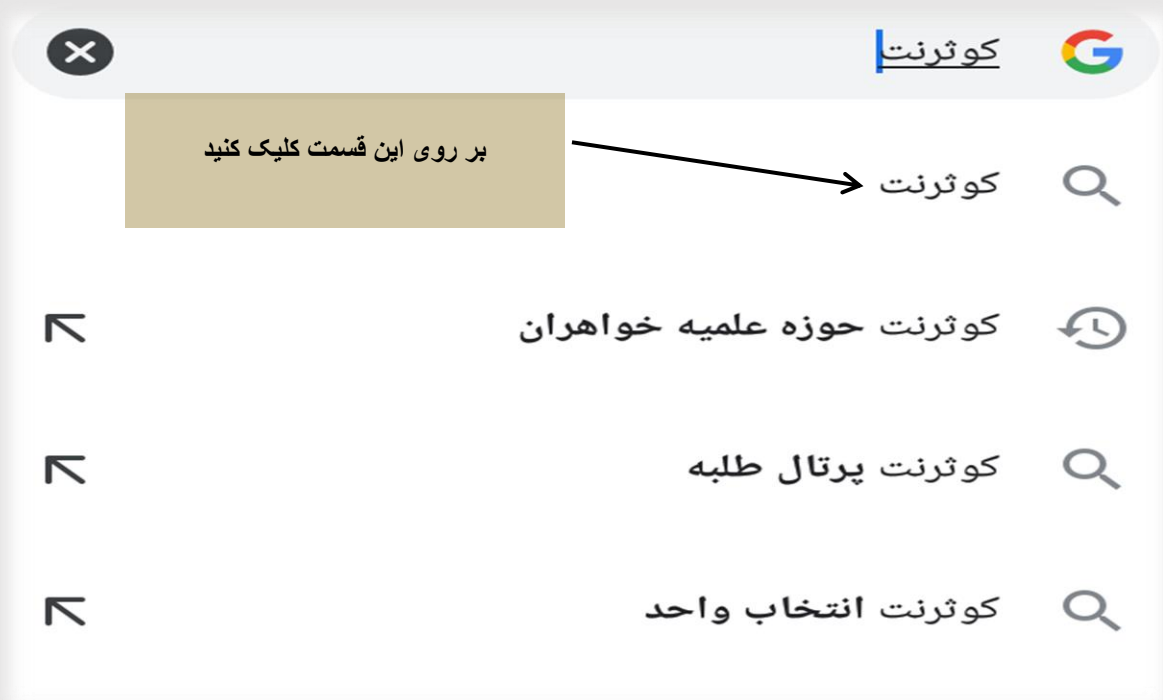 کوثرنت
بر روی این قسمت کلیک کنید
کوثرنت
کوثرنت حوزه علمیه خواهران
کوثرنت پرتال طلبه
کوثرنت انتخاب واحد